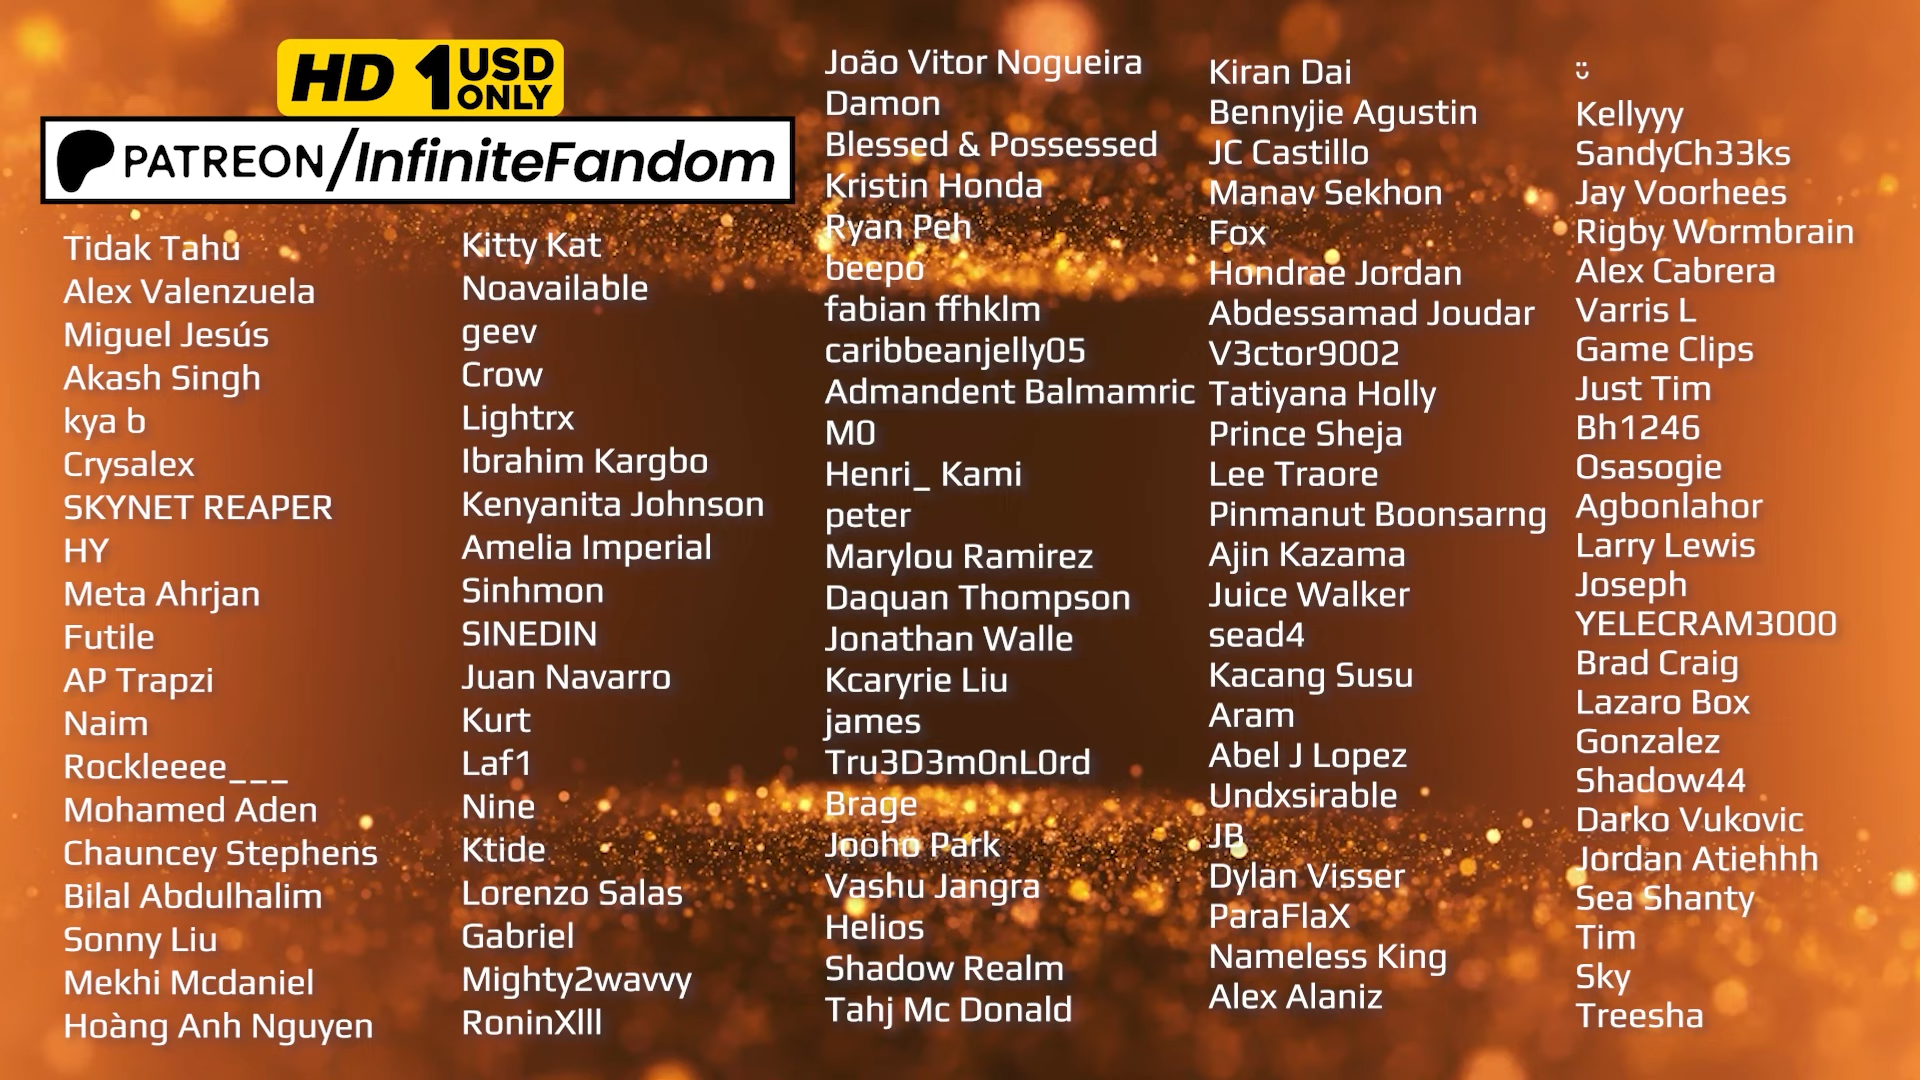 HD 1 USD ONLY
PATREON/InfiniteFandom
Tidak Tahu
Alex Valenzuela
Miguel Jesús
Akash Singh
kya b
Crysalex
SKYNET REAPER
HY
Meta Ahrjan
Futile
AP Trapzi
Naim
Rockleeee___
Mohamed Aden
Chauncey Stephens
Bilal Abdulhalim
Sonny Liu
Mekhi Mcdaniel
Hoàng Anh Nguyen
Kitty Kat
Noavailable
geev
Crow
Lightrx
Ibrahim Kargbo
Kenyanita Johnson
Amelia Imperial
Sinhmon
SINEDIN
Juan Navarro
Kurt
Laf1
Nine
Ktide
Lorenzo Salas
Gabriel
Mighty2wavvy
RoninXlll
João Vitor Nogueira
Damon
Blessed & Possessed
Kristin Honda
Ryan Peh
beepo
fabian ffhklm
caribbeanjelly05
Admandent Balmamric
M0
Henri_ Kami
peter
Marylou Ramirez
Daquan Thompson
Jonathan Walle
Kcaryrie Liu
james
Tru3D3m0nL0rd
Brage
Jooho Park
Vashu Jangra
Helios
Shadow Realm
Tahj Mc Donald
Kiran Dai
Bennyjie Agustin
JC Castillo
Manav Sekhon
Fox
Hondrae Jordan
Abdessamad Joudar
V3ctor9002
Tatiyana Holly
Prince Sheja
Lee Traore
Pinmanut Boonsarng
Ajin Kazama
Juice Walker
sead4
Kacang Susu
Aram
Abel J Lopez
Undxsirable
JB
Dylan Visser
ParaFlaX
Nameless King
Alex Alaniz
Kellyyy
SandyCh33ks
Jay Voorhees
Rigby Wormbrain
Alex Cabrera
Varris L
Game Clips
Just Tim
Bh1246
Osasogie
Agbonlahor
Larry Lewis
Joseph
YELECRAM3000
Brad Craig
Lazaro Box
Gonzalez
Shadow44
Darko Vukovic
Jordan Atiehhh
Sea Shanty
Tim
Sky
Treesha